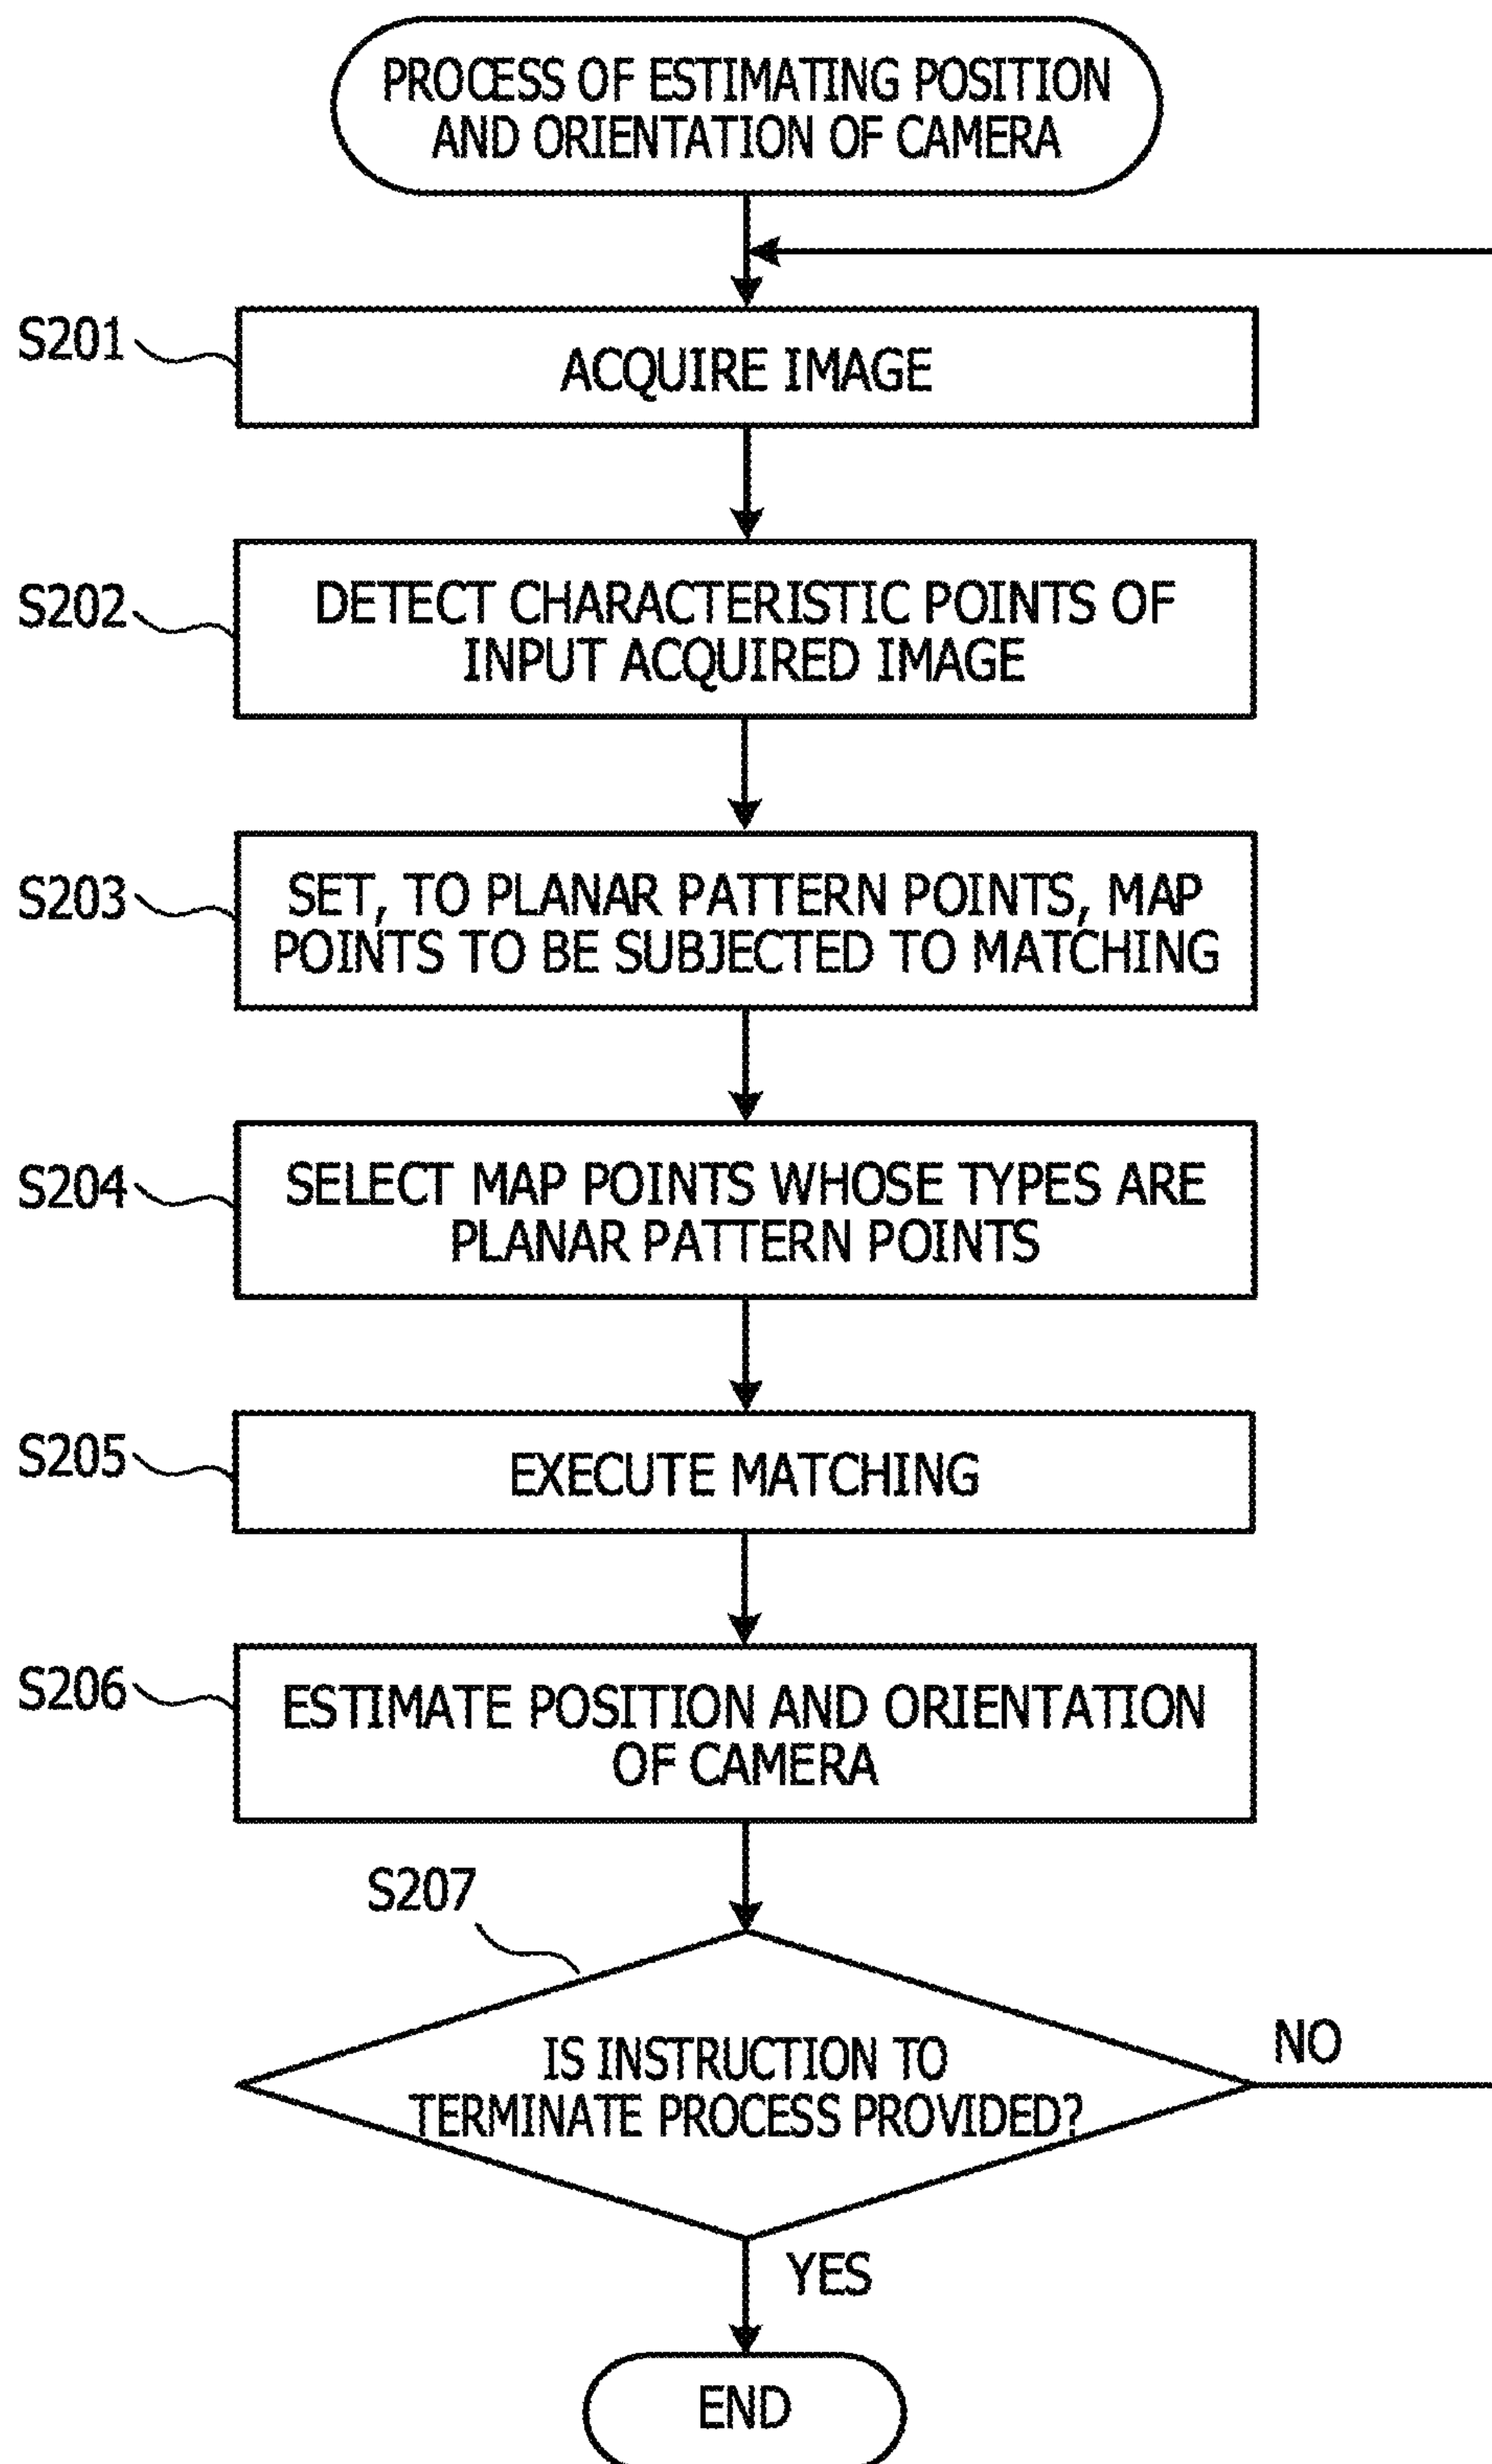 PROCESS OF ESTIMATING POSITION
AND ORIENTATION OF CAMERA
S201
ACQUIRE IMAGE
S202
DETECT CHARACTERISTIC POINTS OF
INPUT ACQUIRED IMAGE
S203
SET, TO PLANAR PATTERN POINTS, MAP
POINTS TO BE SUBJECTED TO MATCHING
S204
SELECT MAP POINTS WHOSE TYPES ARE
PLANAR PATTERN POINTS
S205
EXECUTE MATCHING
S206
ESTIMATE POSITION AND ORIENTATION
OF CAMERA
S207
IS INSTRUCTION TO
TERMINATE PROCESS PROVIDED?
NO
YES
END